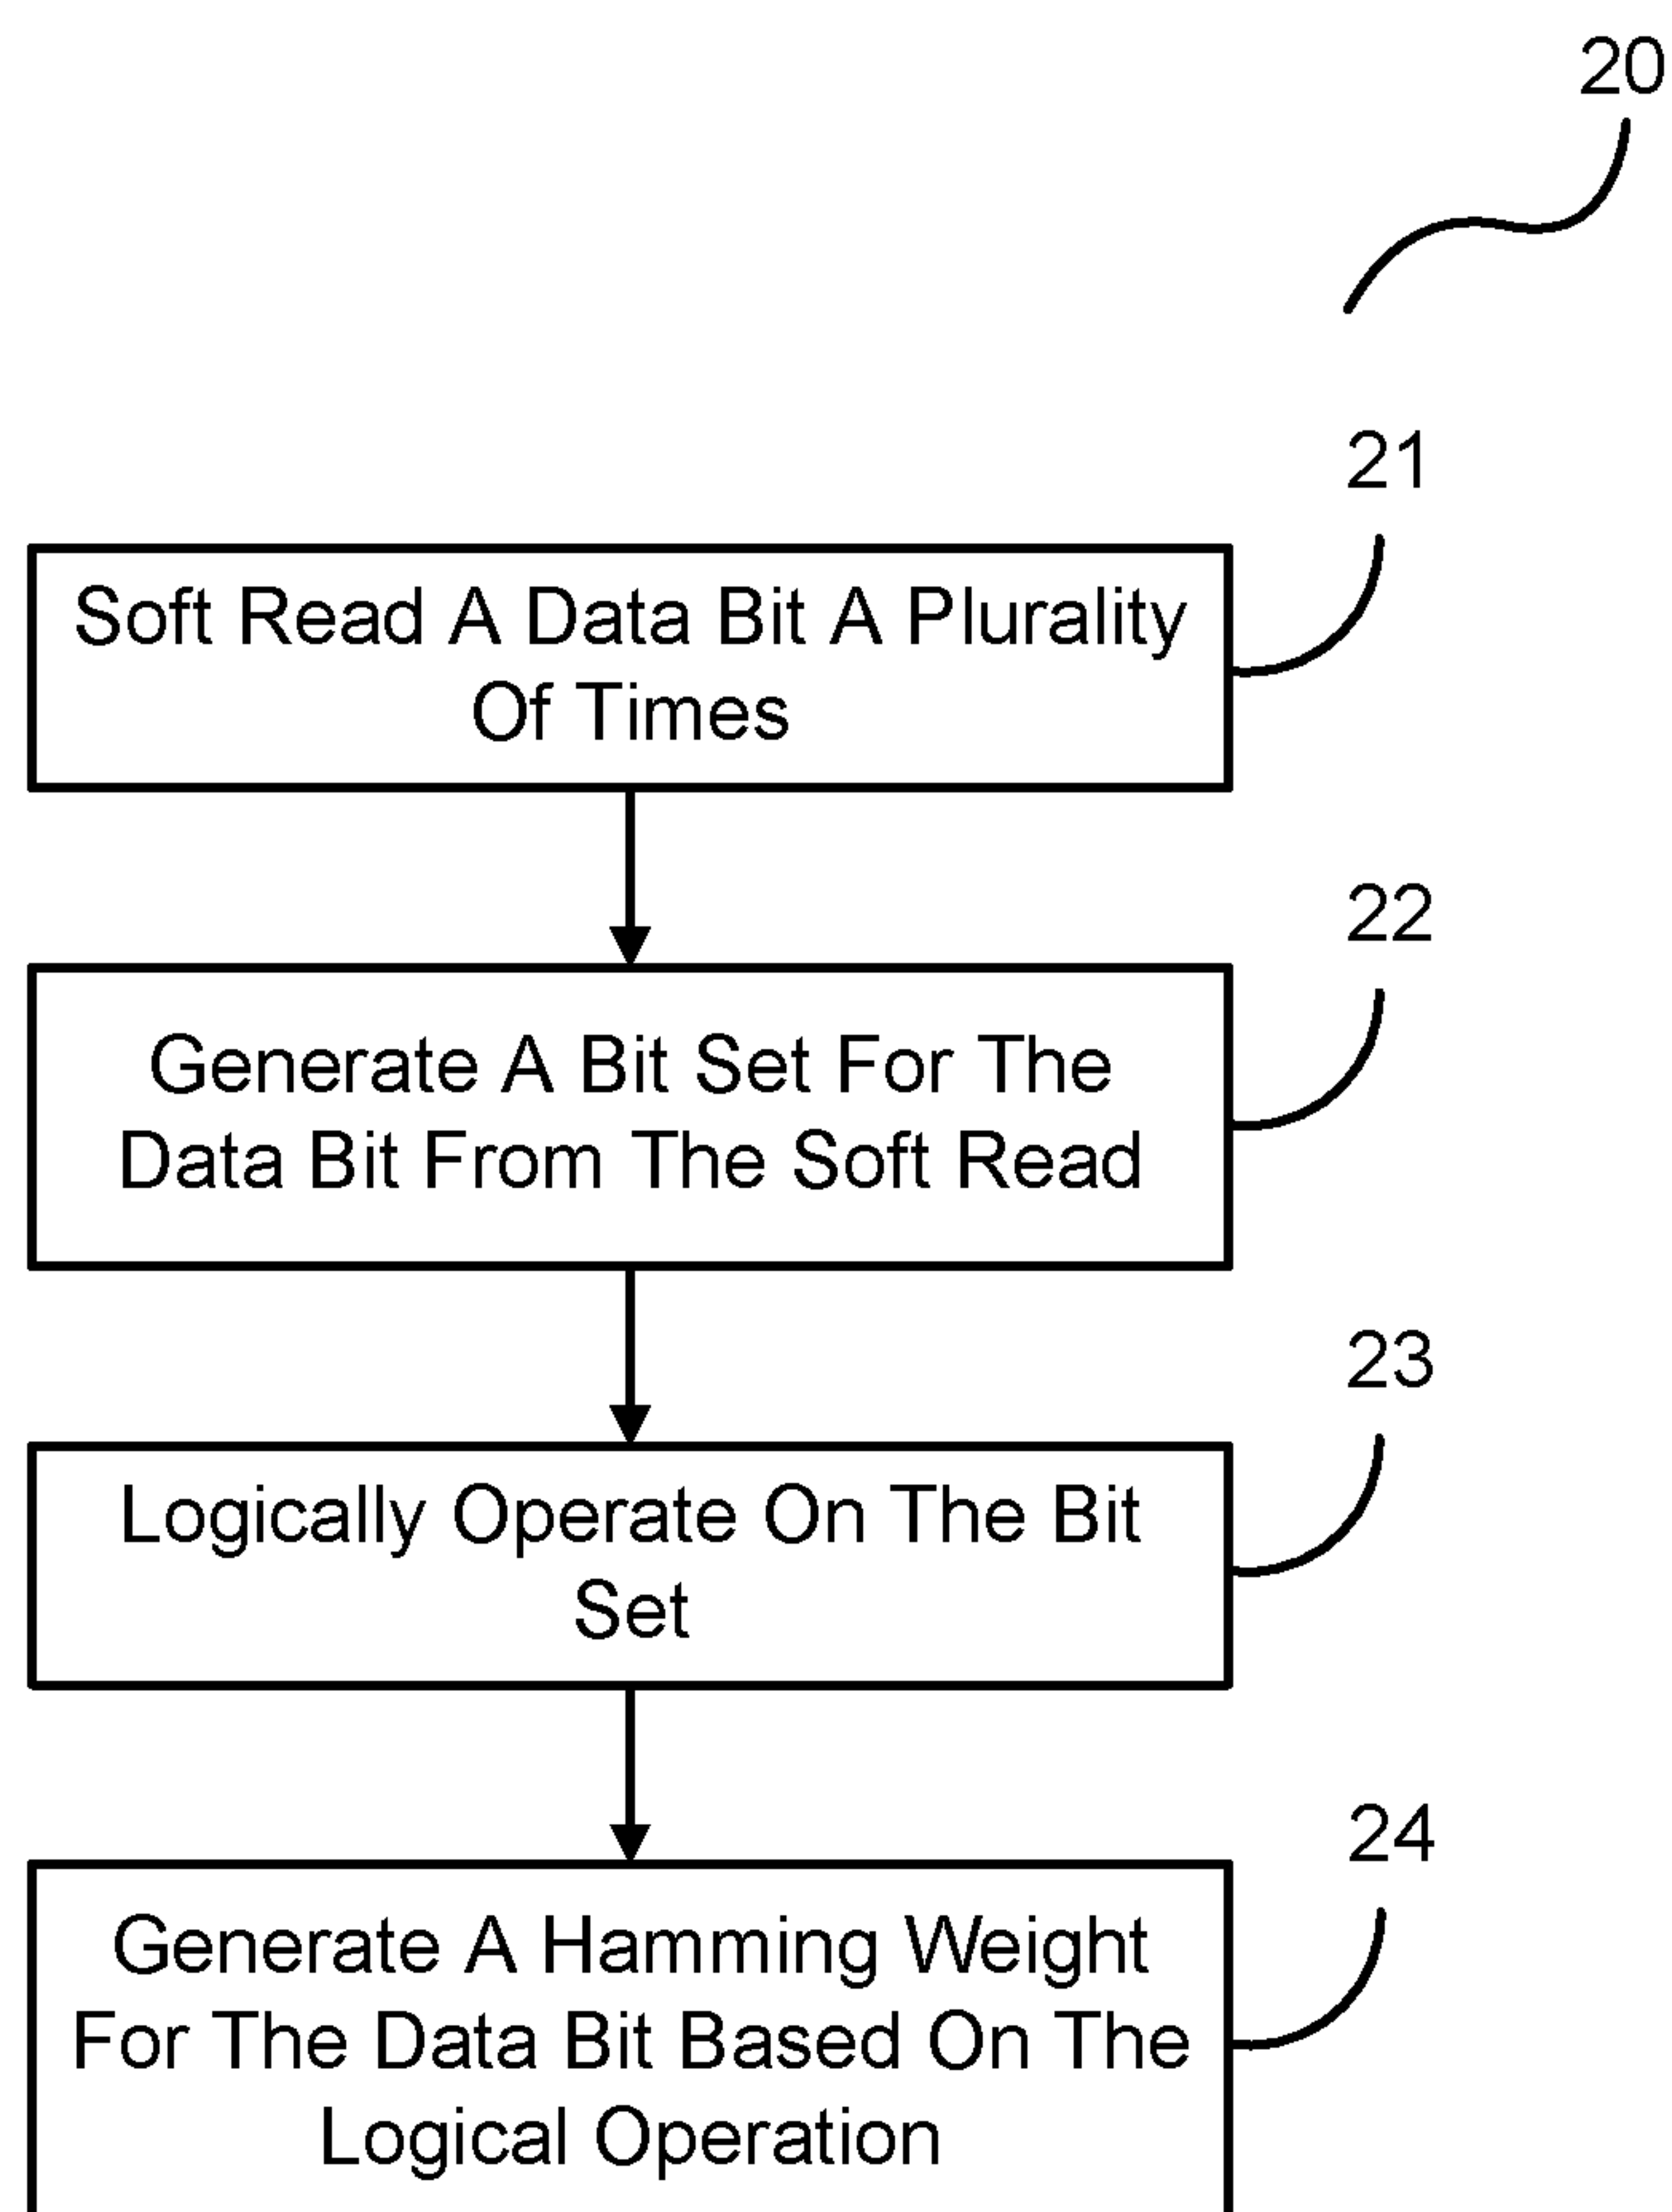 20
21
Soft Read A Data Bit A Plurality
Of Times
22
Generate A Bit Set For The
Data Bit From The Soft Read
23
Logically Operate On The Bit
Set
24
Generate A Hamming Weight
For The Data Bit Based On The
Logical Operation